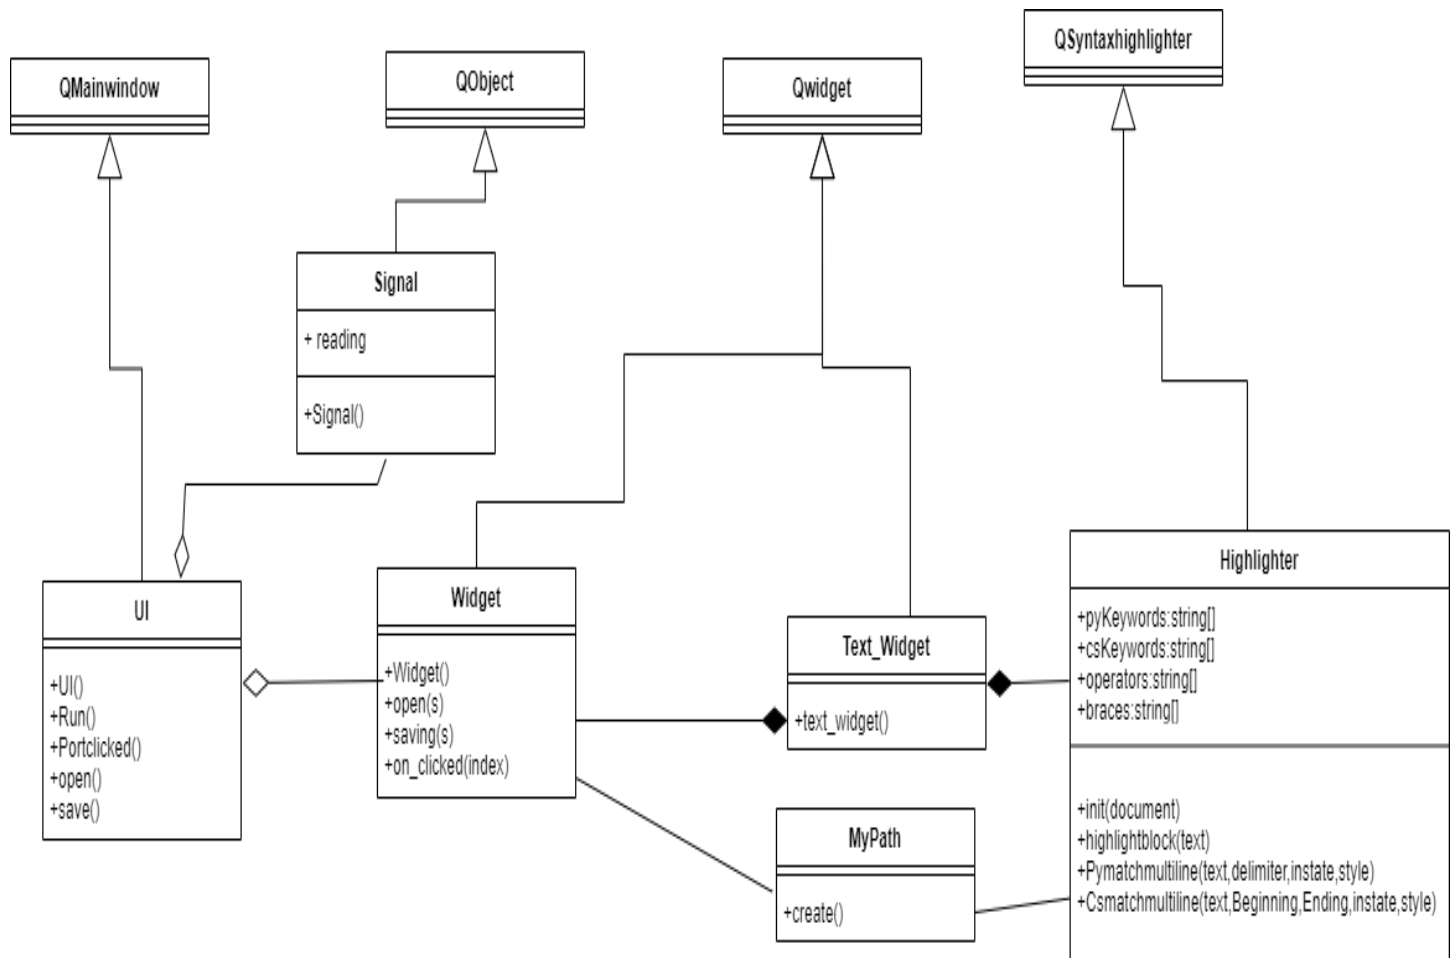 QMainwindow
QObject
Qwidget
QSyntaxhighlighter
Signal
+ reading
+Signal()
UI
+UI()
+Run()
+Portclicked()
+open()
+save()
Widget
+Widget()
+open(s)
+saving(s)
+on_clicked(index)
Text_Widget
+text_widget()
MyPath
+create()
Highlighter
+pyKeywords:string[]
+csKeywords:string[]
+operators:string[]
+braces:string[]
+init(document)
+highlightblock(text)
+Pymatchmultiline(text,delimiter,instate,style)
+Csmatchmultiline(text,Beginning,Ending,instate,style)